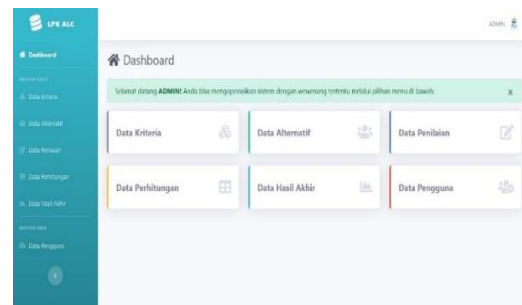 LPR ALC
ADMIN
Dashboard
Dashboard
Selamat datang ADMIN! Anda bisa mengoperasikan sistem dengan wewenang tertentu melalui pilihan menu di bawah.
x
Data Kriteria
Data Kriteria
Data Alternatif
Data Penilaian
Data Alternatif
Data Penilaian
Data Perhitungan
Data Perhitungan
Data Hasil Akhir
Data Pengguna
Data Hasil Akhir
Data Pengguna